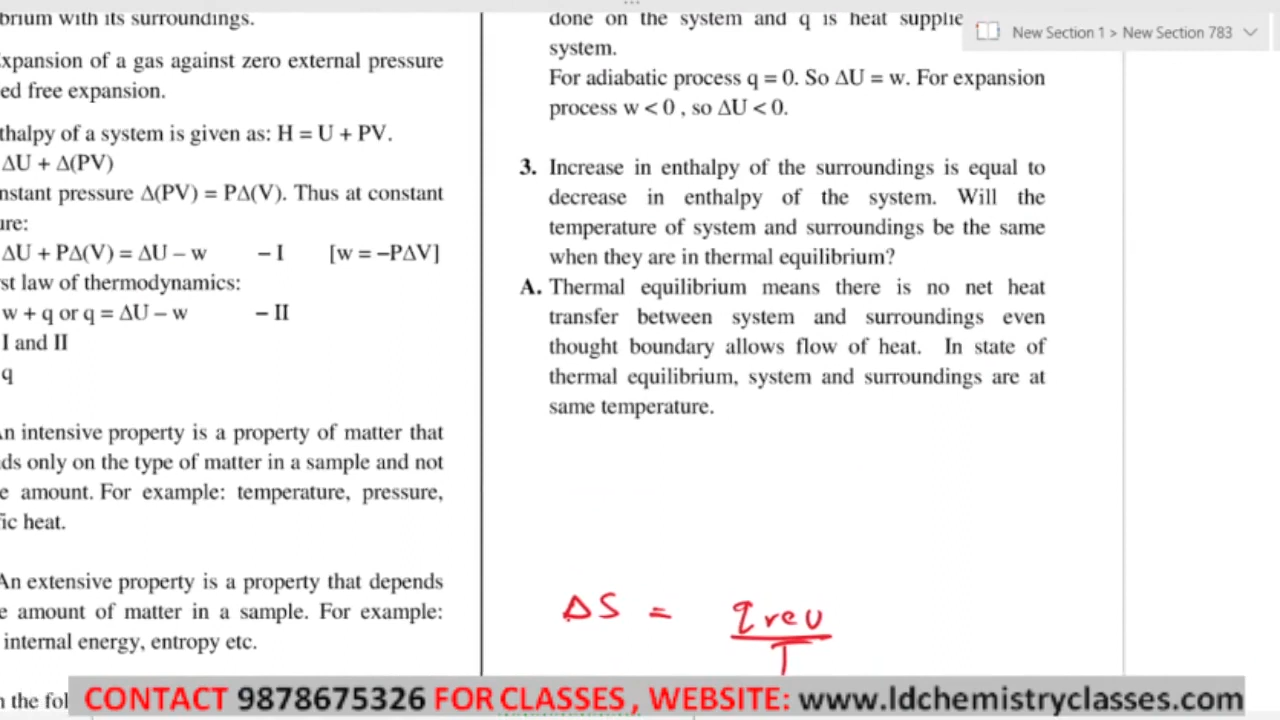 brium with its surroundings.
xpansion of a gas against zero external pressure
ed free expansion.
thalpy of a system is given as: H = U + PV.
ΔU + Δ(PV)
nstant pressure Δ(PV) = PΔ(V). Thus at constant
ure:
ΔU + PΔ(V) = ΔU – w – I [w = –PΔV]
st law of thermodynamics:
w + q or q = ΔU – w – II
I and II
q
n intensive property is a property of matter that
ds only on the type of matter in a sample and not
e amount. For example: temperature, pressure,
fic heat.
An extensive property is a property that depends
e amount of matter in a sample. For example:
internal energy, entropy etc.
n the fol
done on the system and q is heat supplie
system.
For adiabatic process q = 0. So ΔU = w. For expansion
process w < 0 , so ΔU < 0.
3. Increase in enthalpy of the surroundings is equal to
decrease in enthalpy of the system. Will the
temperature of system and surroundings be the same
when they are in thermal equilibrium?
A. Thermal equilibrium means there is no net heat
transfer between system and surroundings even
thought boundary allows flow of heat. In state of
thermal equilibrium, system and surroundings are at
same temperature.
ΔS = q rev
T
New Section 1 > New Section 783
CONTACT 9878675326 FOR CLASSES , WEBSITE: www.ldchemistryclasses.com